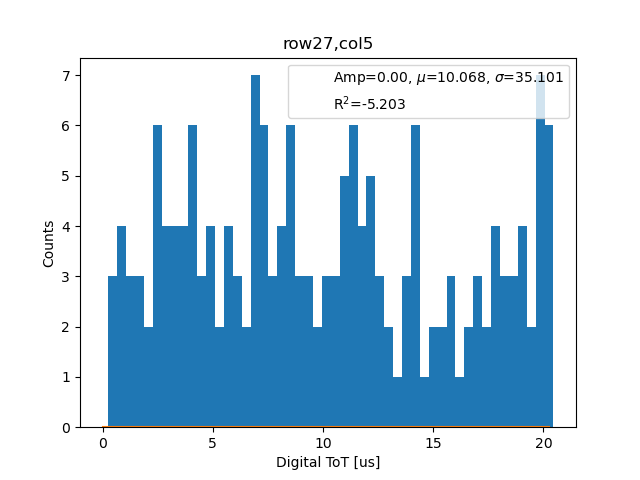 row27,col5
Amp=0.00, μ=10.068, σ=35.101
R²=-5.203
7
6
5
4
3
2
1
0
Counts
0 5 10 15 20
Digital ToT [us]